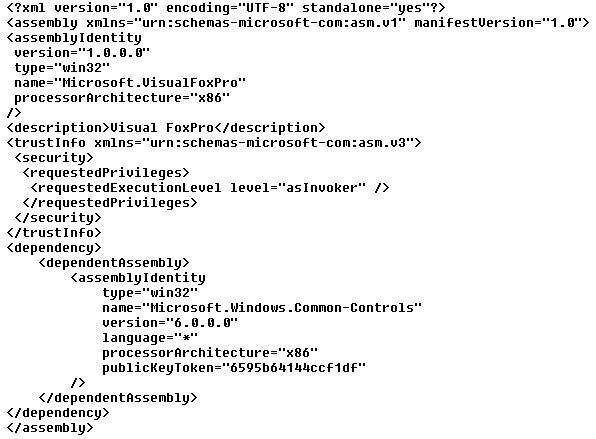 <?xml version="1.0" encoding="UTF-8" standalone="yes"?>
<assembly xmlns="urn:schemas-microsoft-com:asm.v1" manifestVersion="1.0">
<assemblyIdentity
 version="1.0.0.0"
 type="win32"
 name="Microsoft.VisualFoxPro"
 processorArchitecture="x86"
/>
<description>Visual FoxPro</description>
<trustInfo xmlns="urn:schemas-microsoft-com:asm.v3">
 <security>
  <requestedPrivileges>
   <requestedExecutionLevel level="asInvoker" />
  </requestedPrivileges>
 </security>
</trustInfo>
<dependency>
    <dependentAssembly>
        <assemblyIdentity
            type="win32"
            name="Microsoft.Windows.Common-Controls"
            version="6.0.0.0"
            language="*"
            processorArchitecture="x86"
            publicKeyToken="6595b64144ccf1df"
        />
    </dependentAssembly>
</dependency>
</assembly>